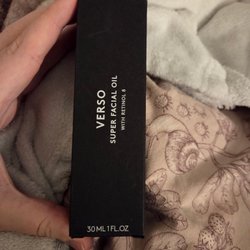 VERSO
SUPER FACIAL OIL
WITH RETINOL 8
30 ML 1 FL.OZ